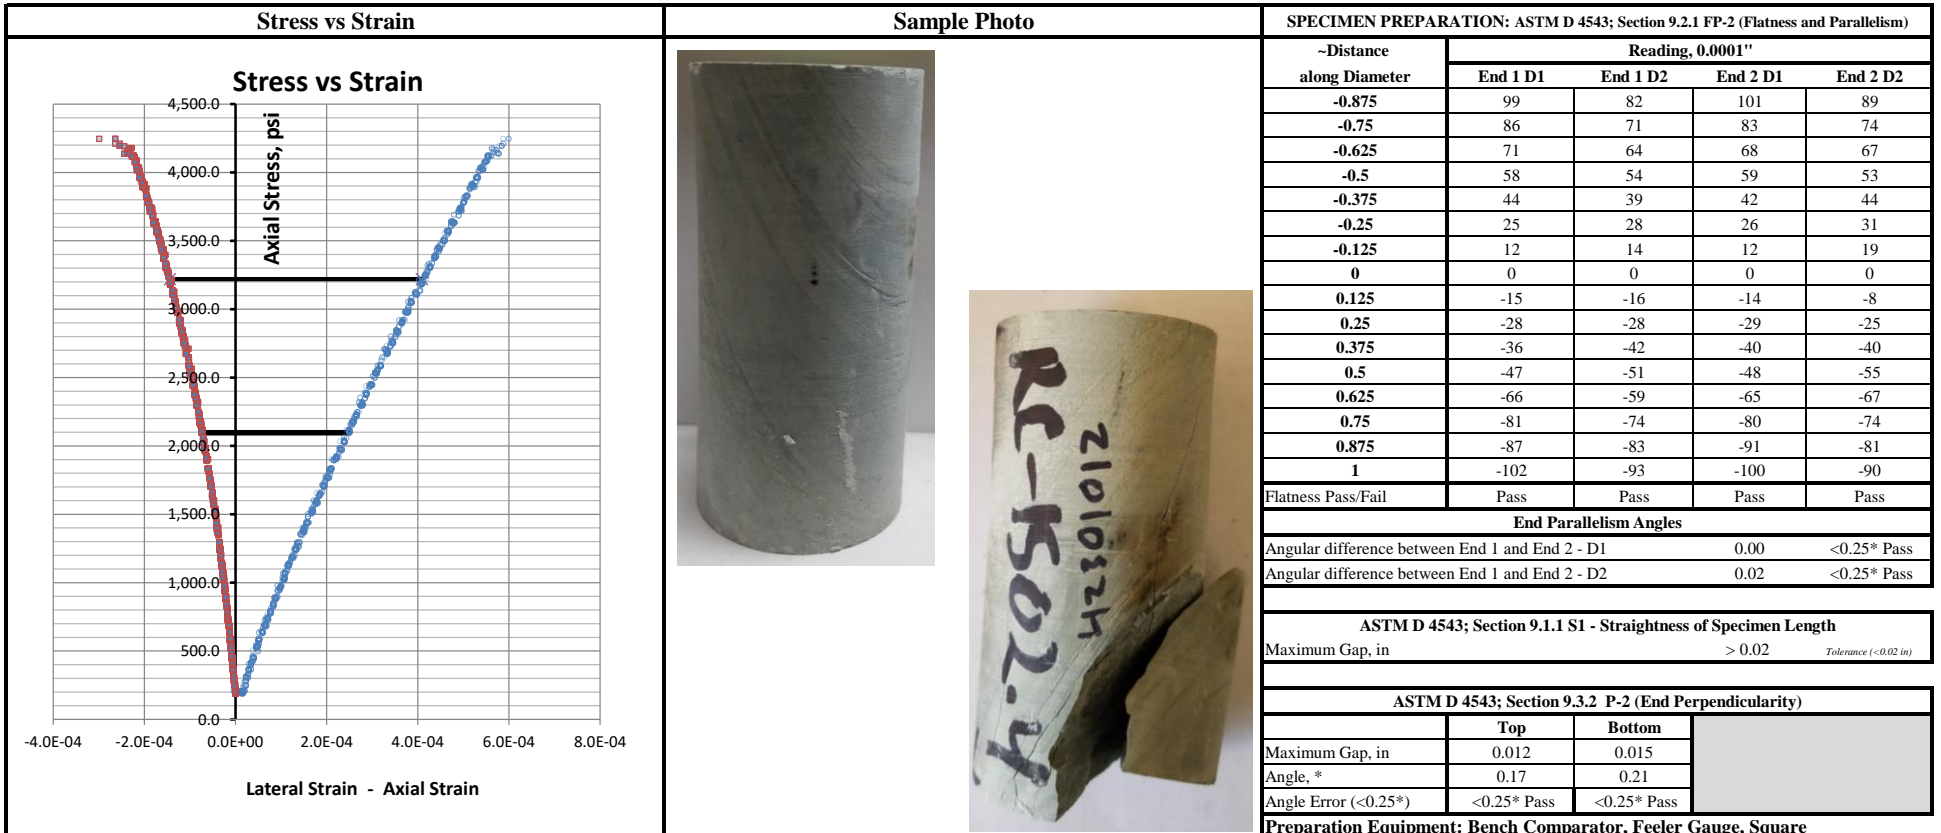 Stress vs Strain
Sample Photo
SPECIMEN PREPARATION: ASTM D 4543; Section 9.2.1 FP-2 (Flatness and Parallelism)
Stress vs Strain
Axial Stress, psi
4,500.0
4,000.0
3,500.0
3,000.0
2,500.0
2,000.0
1,500.0
1,000.0
500.0
0.0
-4.0E-04 -2.0E-04 0.0E+00 2.0E-04 4.0E-04 6.0E-04 8.0E-04
Lateral Strain - Axial Strain
RC-1502.4
21010324
~Distance along Diameter Reading, 0.0001"
End 1 D1 End 1 D2 End 2 D1 End 2 D2
-0.875 99 82 101 89
-0.75 86 71 83 74
-0.625 71 64 68 67
-0.5 58 54 59 53
-0.375 44 39 42 44
-0.25 25 28 26 31
-0.125 12 14 12 19
0 0 0 0 0
0.125 -15 -16 -14 -8
0.25 -28 -28 -29 -25
0.375 -36 -42 -40 -40
0.5 -47 -51 -48 -55
0.625 -66 -59 -65 -67
0.75 -81 -74 -80 -74
0.875 -87 -83 -91 -81
1 -102 -93 -100 -90
Flatness Pass/Fail Pass Pass Pass Pass
End Parallelism Angles
Angular difference between End 1 and End 2 - D1 0.00 <0.25* Pass
Angular difference between End 1 and End 2 - D2 0.02 <0.25* Pass
ASTM D 4543; Section 9.1.1 S1 - Straightness of Specimen Length
Maximum Gap, in > 0.02 Tolerance (<0.02 in)
ASTM D 4543; Section 9.3.2 P-2 (End Perpendicularity)
Top Bottom
Maximum Gap, in 0.012 0.015
Angle, * 0.17 0.21
Angle Error (<0.25*) <0.25* Pass <0.25* Pass
Preparation Equipment: Bench Comparator, Feeler Gauge, Square